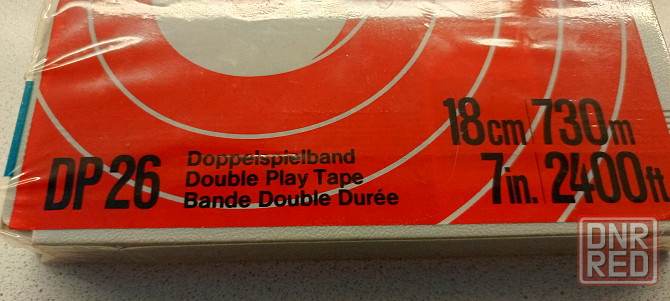 DP 26
Doppelspielband
Double Play Tape
Bande Double Durée
18cm 730m
7in. 2400ft
DNR
RED